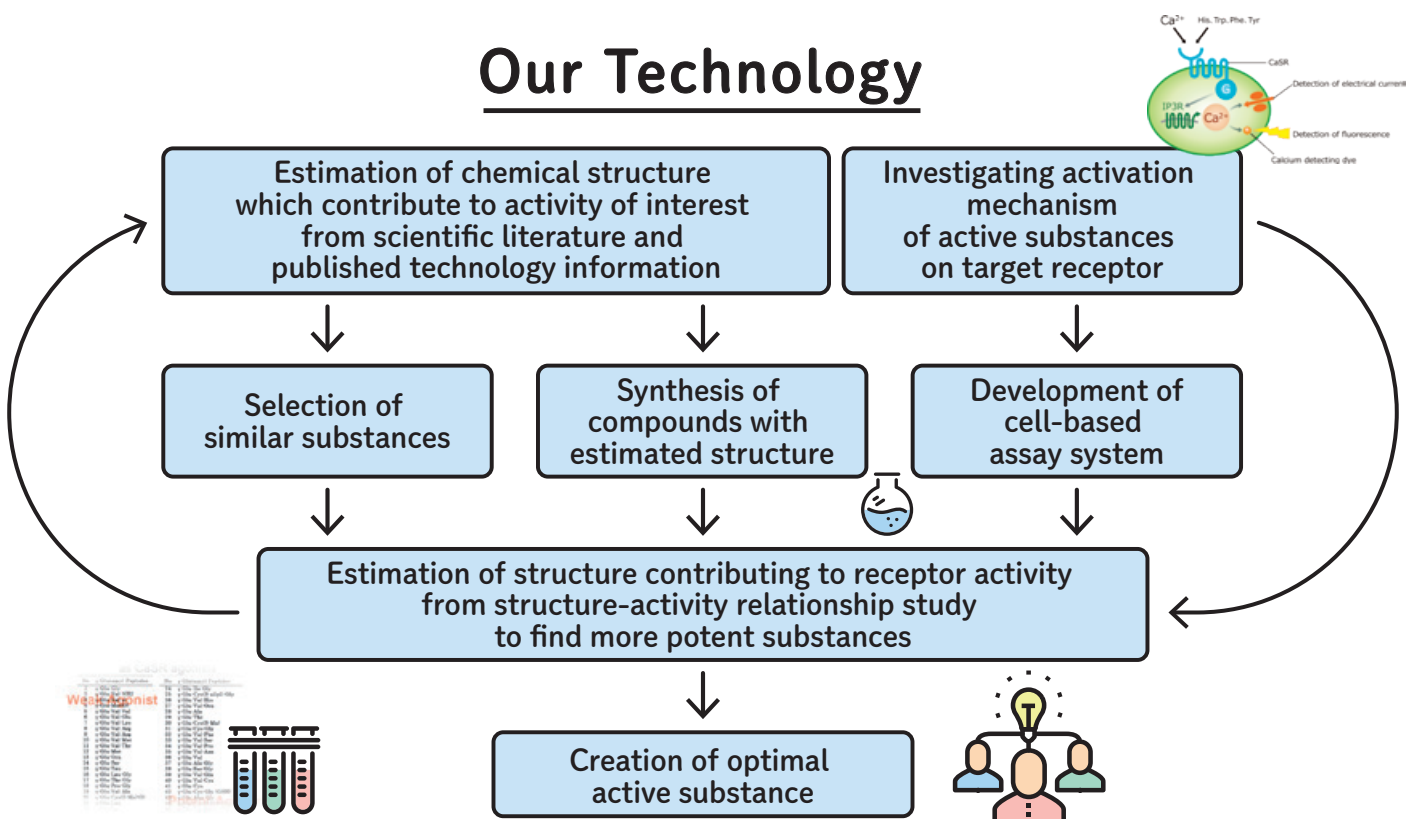 Our Technology
Ca²⁺ His. Trp. Phe. Tyr
CaSR
Detection of electrical current
G
IP3R
Ca²⁺
Detection of fluorescence
Calcium detecting dye
Estimation of chemical structure
which contribute to activity of interest
from scientific literature and
published technology information
Investigating activation
mechanism
of active substances
on target receptor
Selection of
similar substances
Synthesis of
compounds with
estimated structure
Development of
cell-based
assay system
Estimation of structure contributing to receptor activity
from structure-activity relationship study
to find more potent substances
Weak Agonist
Creation of optimal
active substance